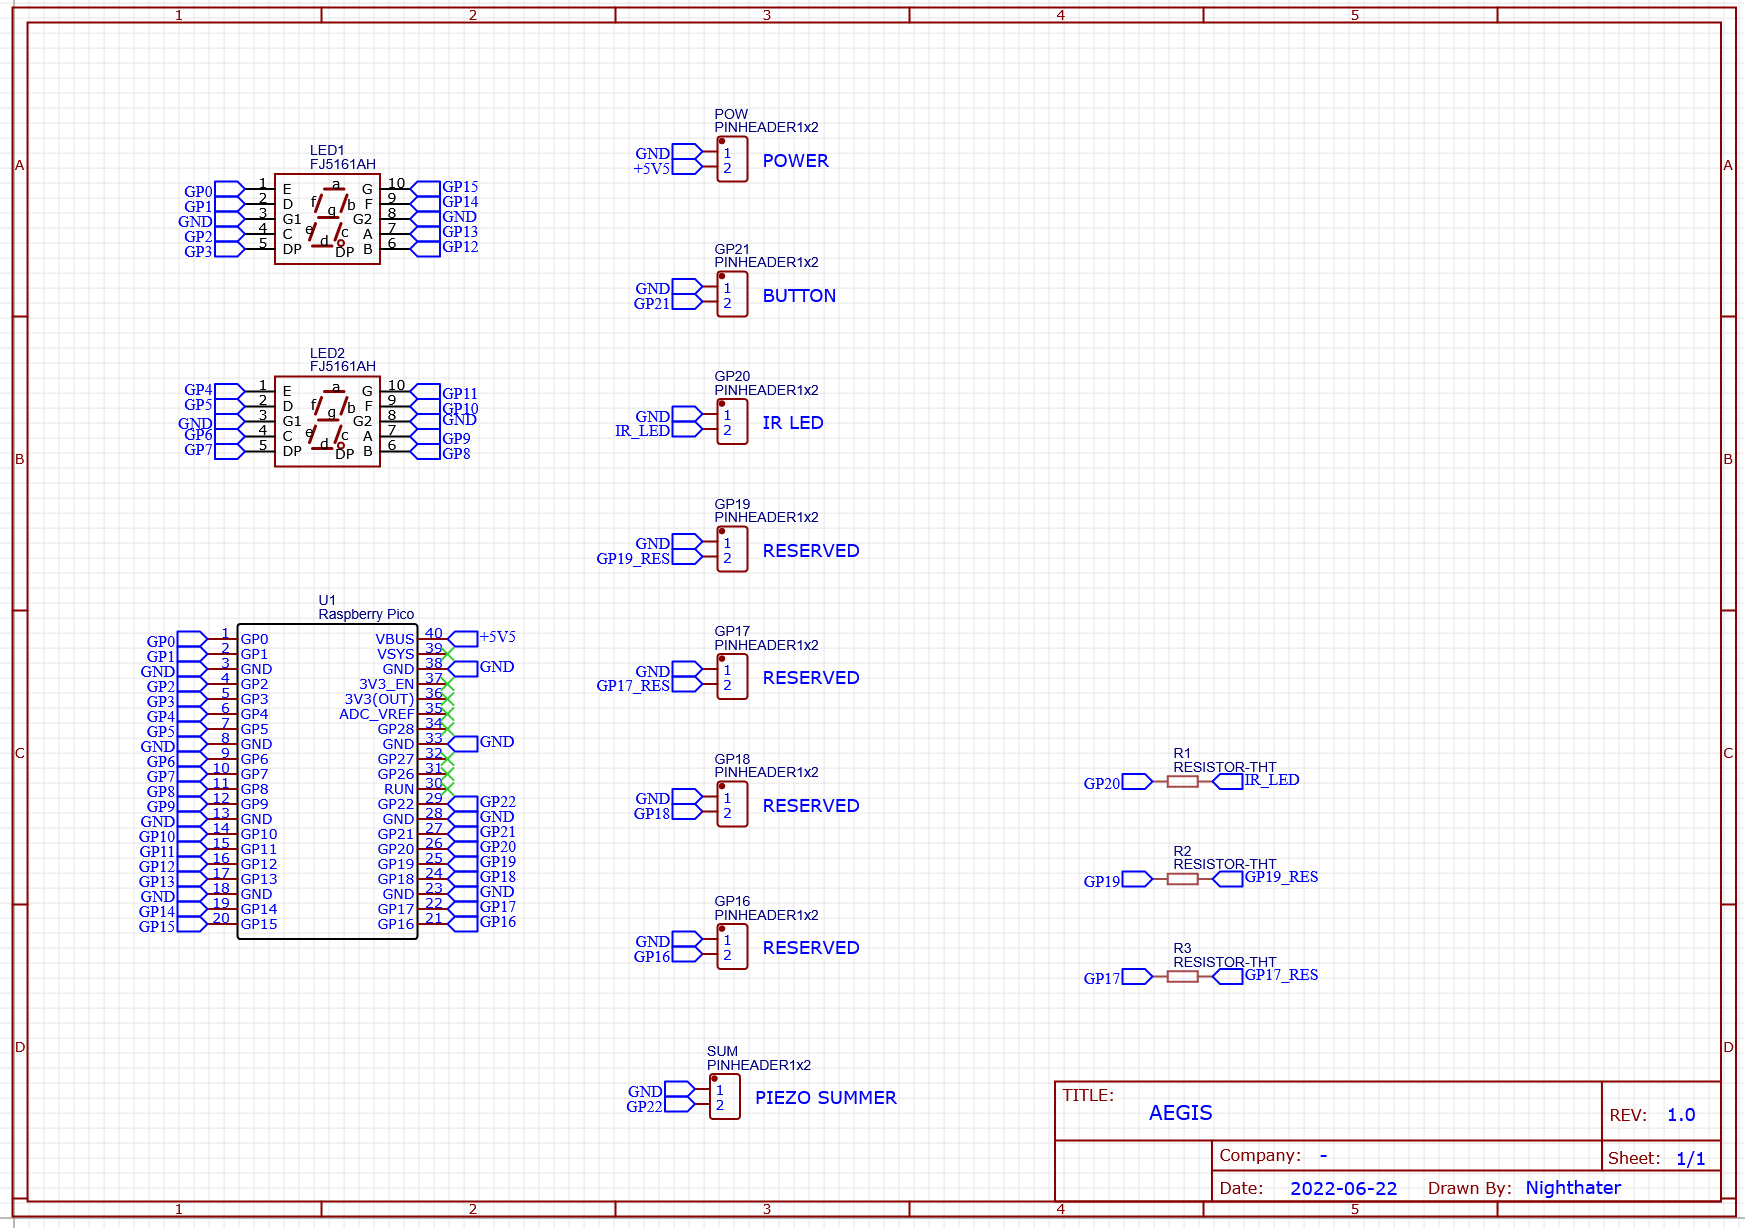 1 2 3 4 5
A A
B B
C C
D D
1 2 3 4 5
LED1
FJ5161AH
GP0 1 E a G 10 GP15
GP1 2 D f b F 9 GP14
GND 3 G1 g G2 8 GND
GP2 4 C e c A 7 GP13
GP3 5 DP d DP B 6 GP12
LED2
FJ5161AH
GP4 1 E a G 10 GP11
GP5 2 D f b F 9 GP10
GND 3 G1 g G2 8 GND
GP6 4 C e c A 7 GP9
GP7 5 DP d DP B 6 GP8
U1
Raspberry Pico
GP0 1 GP0 VBUS 40 +5V5
GP1 2 GP1 VSYS 39
GND 3 GND GND 38 GND
GP2 4 GP2 3V3_EN 37
GP3 5 GP3 3V3(OUT) 36
GP4 6 GP4 ADC_VREF 35
GP5 7 GP5 GP28 34
GND 8 GND GND 33 GND
GP6 9 GP6 GP27 32
GP7 10 GP7 GP26 31
GP8 11 GP8 RUN 30
GP9 12 GP9 GP22 29 GP22
GND 13 GND GND 28 GND
GP10 14 GP10 GP21 27 GP21
GP11 15 GP11 GP20 26 GP20
GP12 16 GP12 GP19 25 GP19
GP13 17 GP13 GP18 24 GP18
GND 18 GND GND 23 GND
GP14 19 GP14 GP17 22 GP17
GP15 20 GP15 GP16 21 GP16
POW
PINHEADER1x2
GND 1
+5V5 2
POWER
GP21
PINHEADER1x2
GND 1
GP21 2
BUTTON
GP20
PINHEADER1x2
GND 1
IR_LED 2
IR LED
GP19
PINHEADER1x2
GND 1
GP19_RES 2
RESERVED
GP17
PINHEADER1x2
GND 1
GP17_RES 2
RESERVED
GP18
PINHEADER1x2
GND 1
GP18 2
RESERVED
GP16
PINHEADER1x2
GND 1
GP16 2
RESERVED
SUM
PINHEADER1x2
GND 1
GP22 2
PIEZO SUMMER
R1
RESISTOR-THT
GP20 IR_LED
R2
RESISTOR-THT
GP19 GP19_RES
R3
RESISTOR-THT
GP17 GP17_RES
TITLE:
AEGIS
REV: 1.0
Company: -
Sheet: 1/1
Date: 2022-06-22 Drawn By: Nighthater